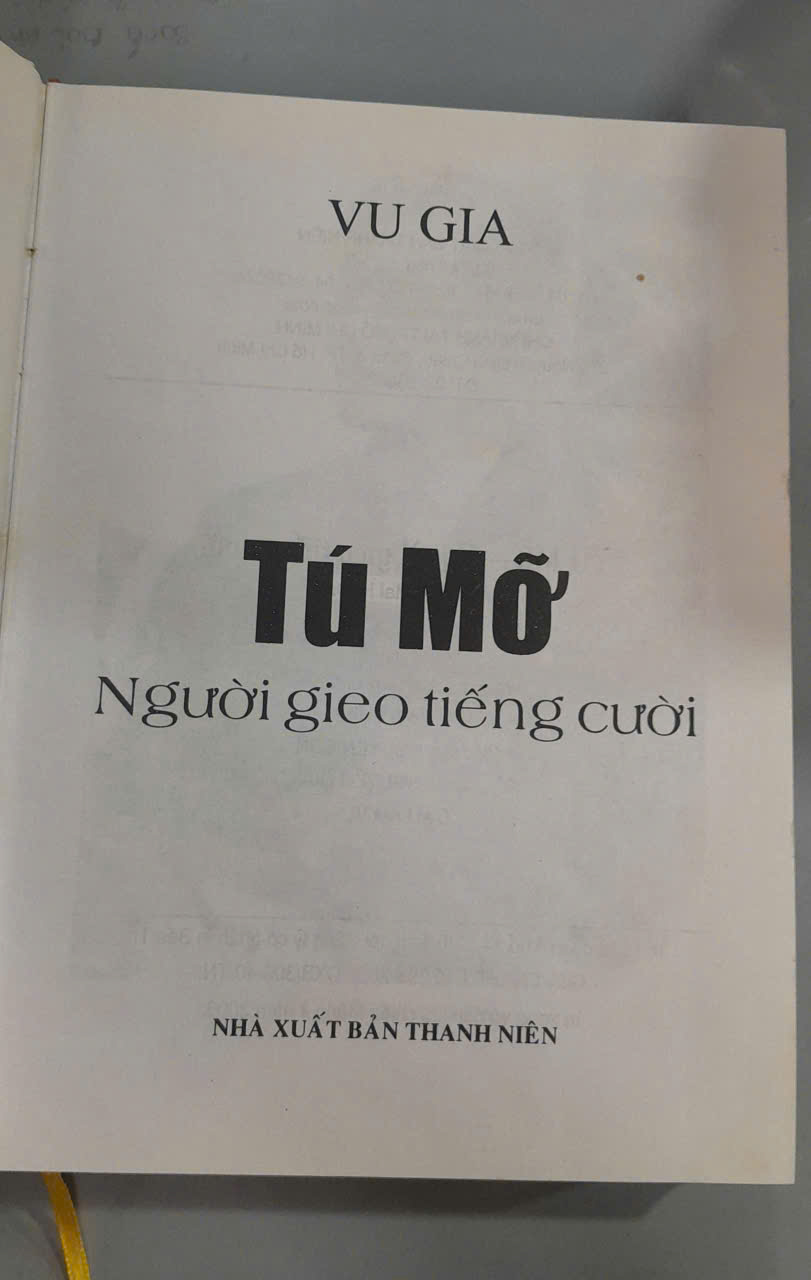 VU GIA
Tú Mỡ
Người gieo tiếng cười
NHÀ XUẤT BẢN THANH NIÊN